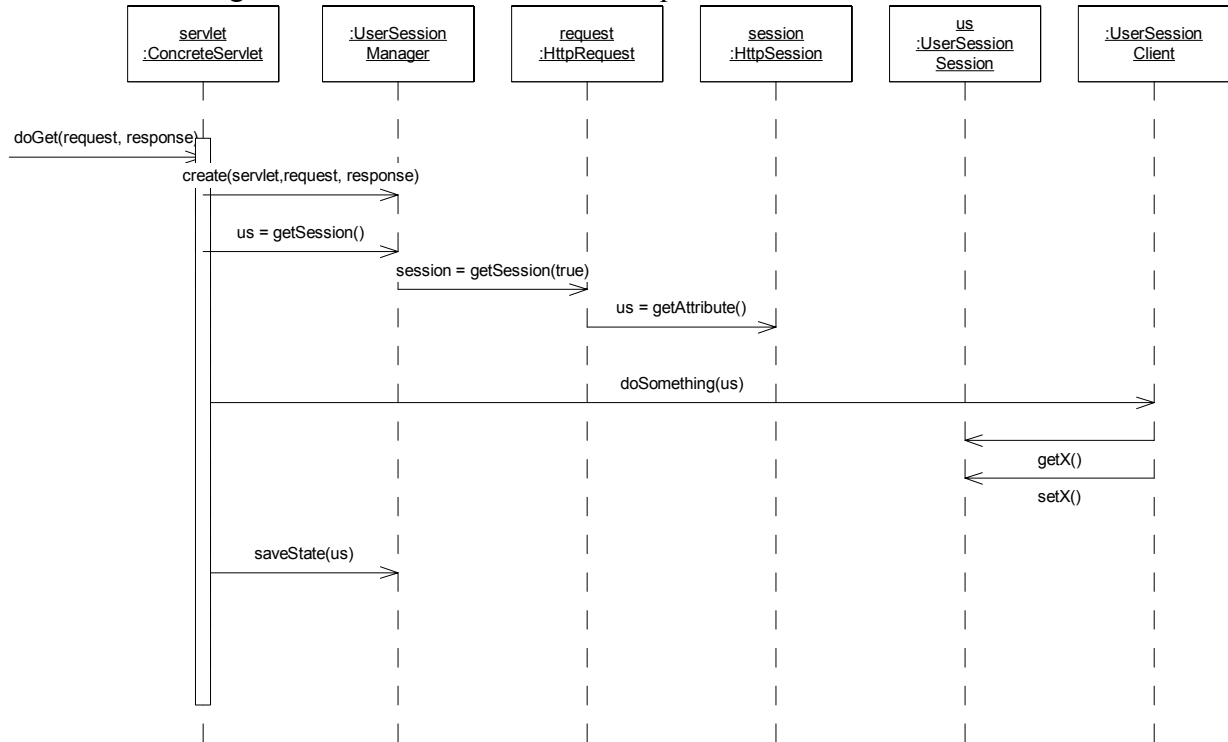 servlet
:ConcreteServlet
:UserSession
Manager
request
:HttpRequest
session
:HttpSession
us
:UserSession
Session
:UserSession
Client
doGet(request, response)
create(servlet,request, response)
us = getSession()
session = getSession(true)
us = getAttribute()
doSomething(us)
getX()
setX()
saveState(us)